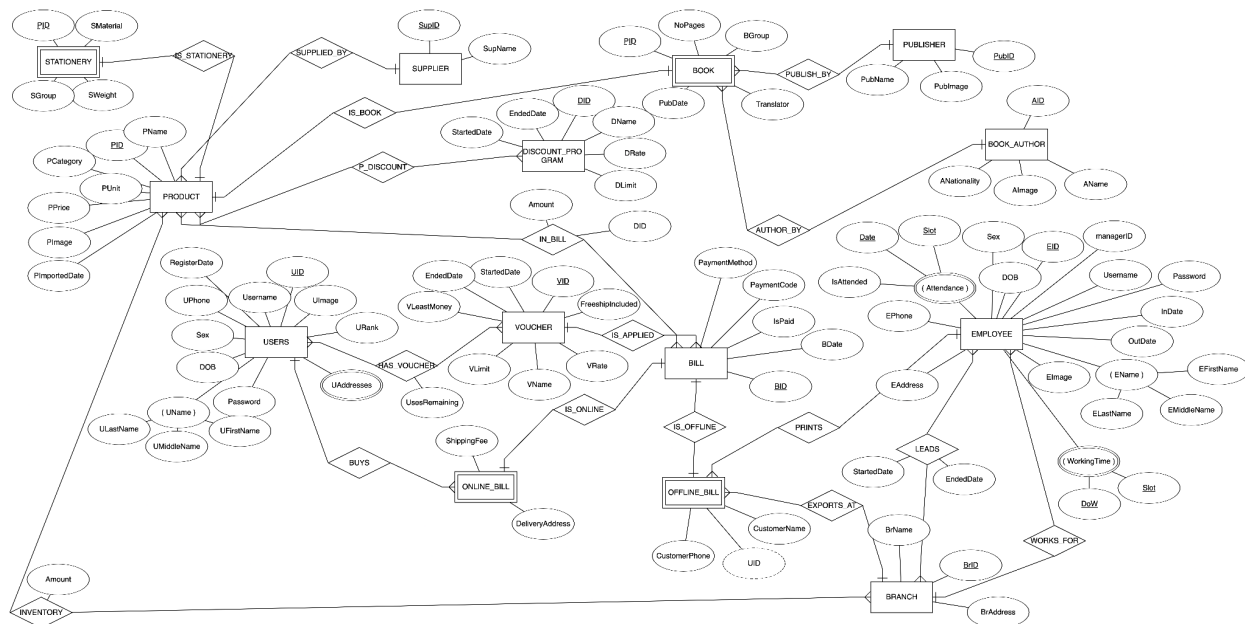 PID
SMaterial
STATIONERY
SGroup
SWeight
IS_STATIONERY
SUPPLIED_BY
SupID
SupName
SUPPLIER
NoPages
BGroup
PID
BOOK
PubDate
Translator
PUBLISH_BY
PUBLISHER
PubID
PubName
PubImage
AID
BOOK_AUTHOR
ANationality
AImage
AName
AUTHOR_BY
IS_BOOK
P_DISCOUNT
DID
EndedDate
StartedDate
DName
DISCOUNT_PRO
GRAM
DRate
DLimit
PName
PID
PCategory
PUnit
PRODUCT
PPrice
PImage
PImportedDate
Amount
DID
IN_BILL
RegisterDate
UID
UPhone
Username
UImage
Sex
URank
USERS
DOB
UAddresses
Password
( UName )
ULastName
UMiddleName
UFirstName
HAS_VOUCHER
UsesRemaining
EndedDate
StartedDate
VID
VLeastMoney
FreeshipIncluded
VOUCHER
VLimit
VName
VRate
IS_APPLIED
PaymentMethod
PaymentCode
IsPaid
BDate
BILL
BID
IS_ONLINE
IS_OFFLINE
BUYS
ShippingFee
ONLINE_BILL
DeliveryAddress
OFFLINE_BILL
CustomerName
CustomerPhone
UID
PRINTS
EXPORTS_AT
Date
Slot
( Attendance )
IsAttended
Sex
EID
DOB
managerID
Username
Password
InDate
OutDate
EPhone
EMPLOYEE
EAddress
EImage
( EName )
EFirstName
ELastName
EMiddleName
LEADS
StartedDate
EndedDate
( WorkingTime )
DoW
Slot
WORKS_FOR
BrName
BrID
BRANCH
BrAddress
Amount
INVENTORY